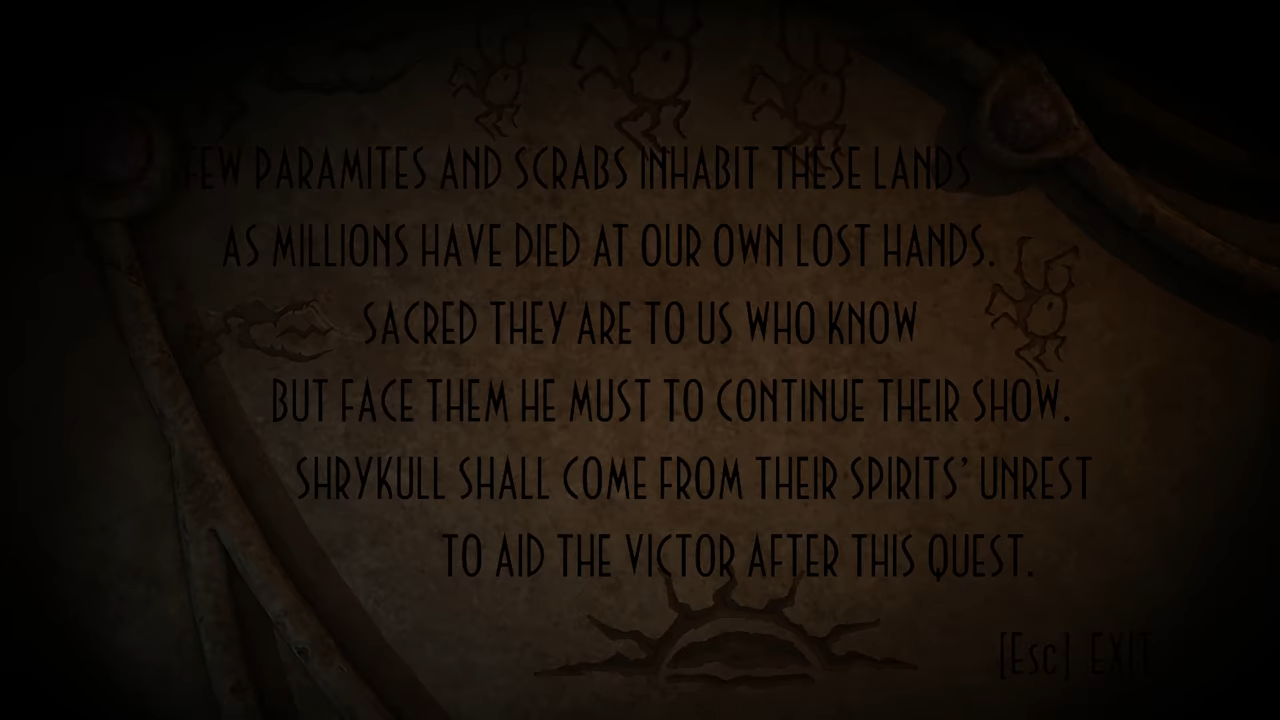 FEW PARAMITES AND SCRABS INHABIT THESE LANDS
AS MILLIONS HAVE DIED AT OUR OWN LOST HANDS.
SACRED THEY ARE TO US WHO KNOW
BUT FACE THEM HE MUST TO CONTINUE THEIR SHOW.
SHRYKULL SHALL COME FROM THEIR SPIRITS' UNREST
TO AID THE VICTOR AFTER THIS QUEST.
[Esc] EXIT